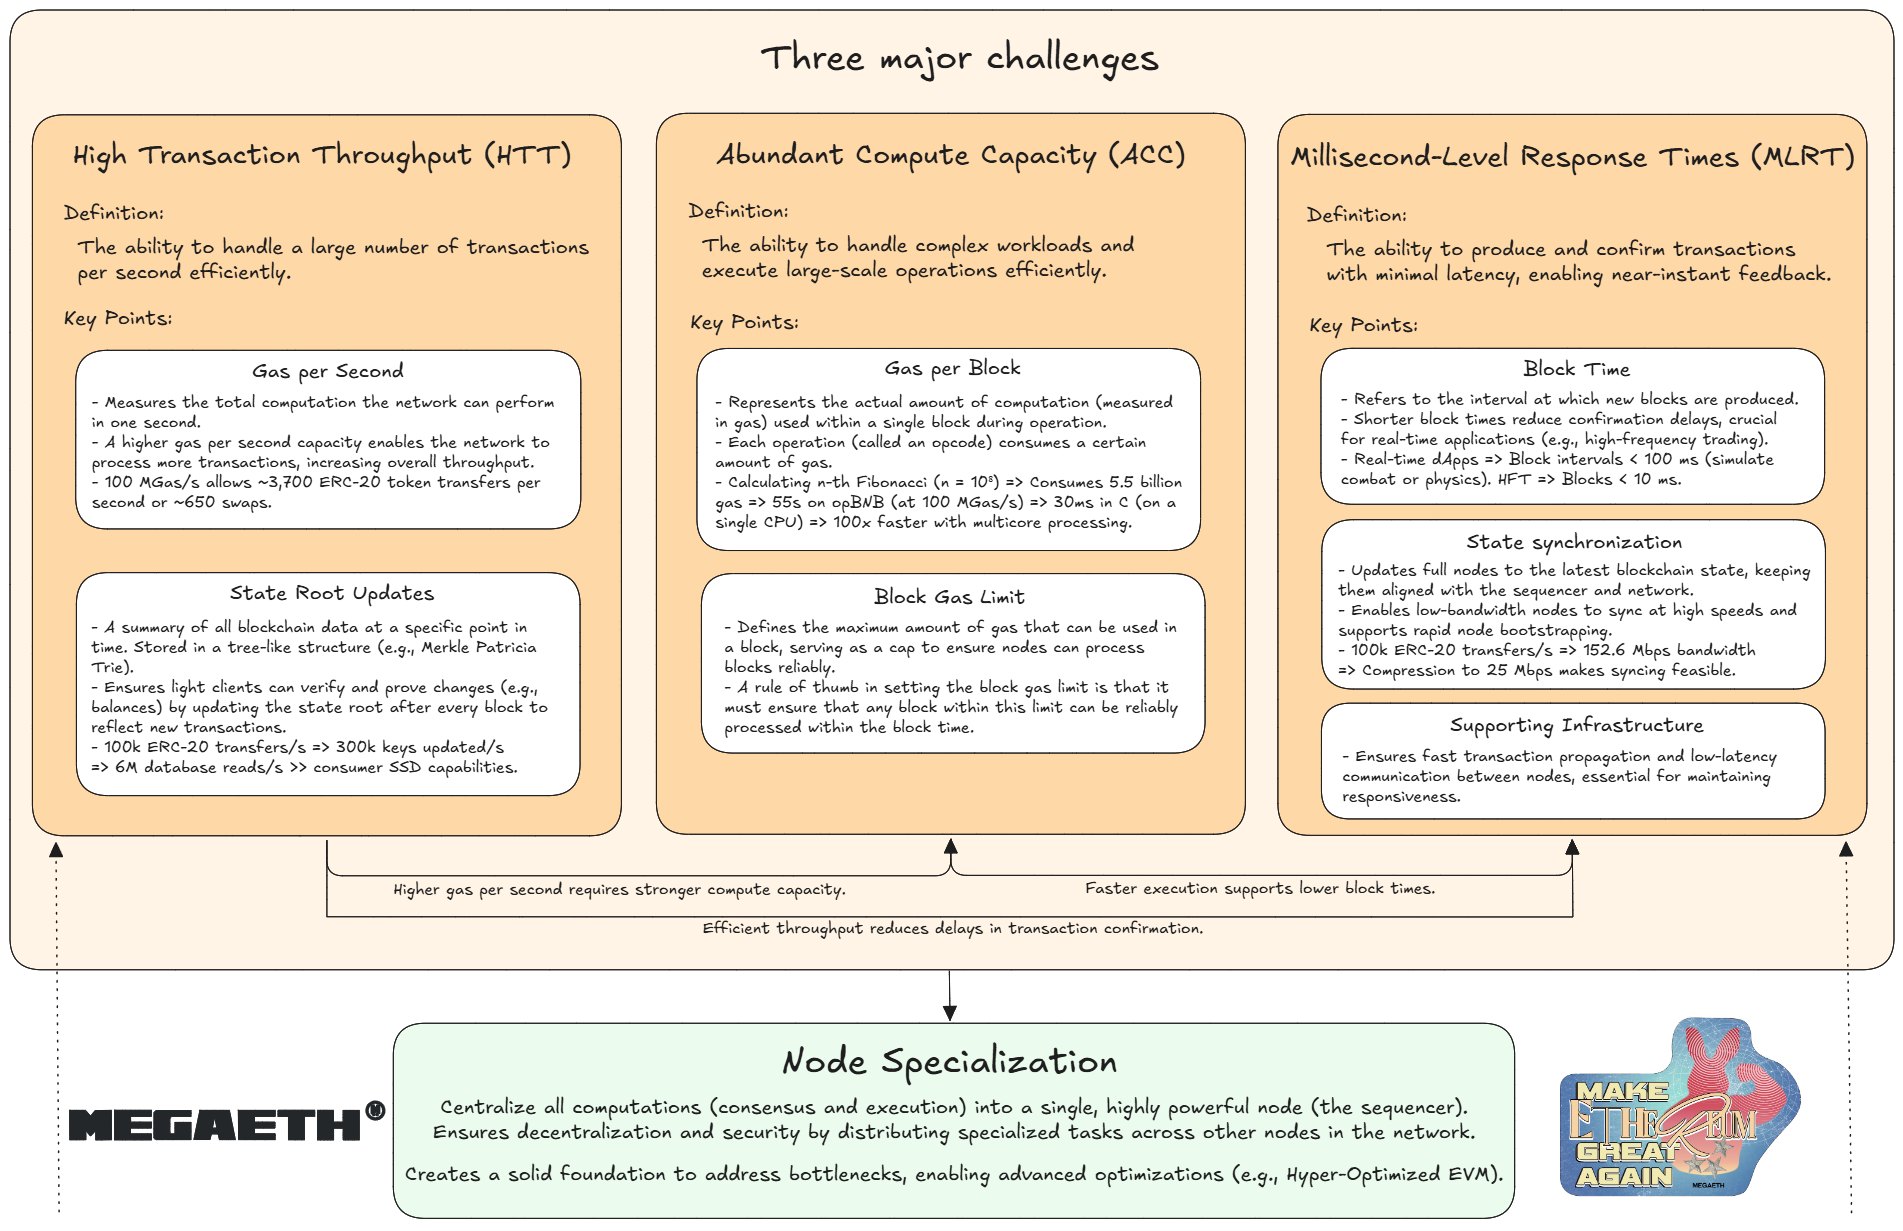 Three major challenges
High Transaction Throughput (HTT)
Definition:
The ability to handle a large number of transactions
per second efficiently.
Key Points:
Gas per Second
- Measures the total computation the network can perform
in one second.
- A higher gas per second capacity enables the network to
process more transactions, increasing overall throughput.
- 100 MGas/s allows ~3,700 ERC-20 token transfers per
second or ~650 swaps.
State Root Updates
- A summary of all blockchain data at a specific point in
time. Stored in a tree-like structure (e.g., Merkle Patricia
Trie).
- Ensures light clients can verify and prove changes (e.g.,
balances) by updating the state root after every block to
reflect new transactions.
- 100k ERC-20 transfers/s => 300k keys updated/s
=> 6M database reads/s >> consumer SSD capabilities.
Abundant Compute Capacity (ACC)
Definition:
The ability to handle complex workloads and
execute large-scale operations efficiently.
Key Points:
Gas per Block
- Represents the actual amount of computation (measured
in gas) used within a single block during operation.
- Each operation (called an opcode) consumes a certain
amount of gas.
- Calculating n-th Fibonacci (n = 10⁸) => Consumes 5.5 billion
gas => 55s on opBNB (at 100 MGas/s) => 30ms in C (on a
single CPU) => 100x faster with multicore processing.
Block Gas Limit
- Defines the maximum amount of gas that can be used in
a block, serving as a cap to ensure nodes can process
blocks reliably.
- A rule of thumb in setting the block gas limit is that it
must ensure that any block within this limit can be reliably
processed within the block time.
Millisecond-Level Response Times (MLRT)
Definition:
The ability to produce and confirm transactions
with minimal latency, enabling near-instant feedback.
Key Points:
Block Time
- Refers to the interval at which new blocks are produced.
- Shorter block times reduce confirmation delays, crucial
for real-time applications (e.g., high-frequency trading).
- Real-time dApps => Block intervals < 100 ms (simulate
combat or physics). HFT => Blocks < 10 ms.
State synchronization
- Updates full nodes to the latest blockchain state, keeping
them aligned with the sequencer and network.
- Enables low-bandwidth nodes to sync at high speeds and
supports rapid node bootstrapping.
- 100k ERC-20 transfers/s => 152.6 Mbps bandwidth
=> Compression to 25 Mbps makes syncing feasible.
Supporting Infrastructure
- Ensures fast transaction propagation and low-latency
communication between nodes, essential for maintaining
responsiveness.
Higher gas per second requires stronger compute capacity.
Faster execution supports lower block times.
Efficient throughput reduces delays in transaction confirmation.
Node Specialization
Centralize all computations (consensus and execution) into a single, highly powerful node (the sequencer).
Ensures decentralization and security by distributing specialized tasks across other nodes in the network.
Creates a solid foundation to address bottlenecks, enabling advanced optimizations (e.g., Hyper-Optimized EVM).
MEGAETH
MAKE
ETHEREUM
GREAT
AGAIN
MEGAETH